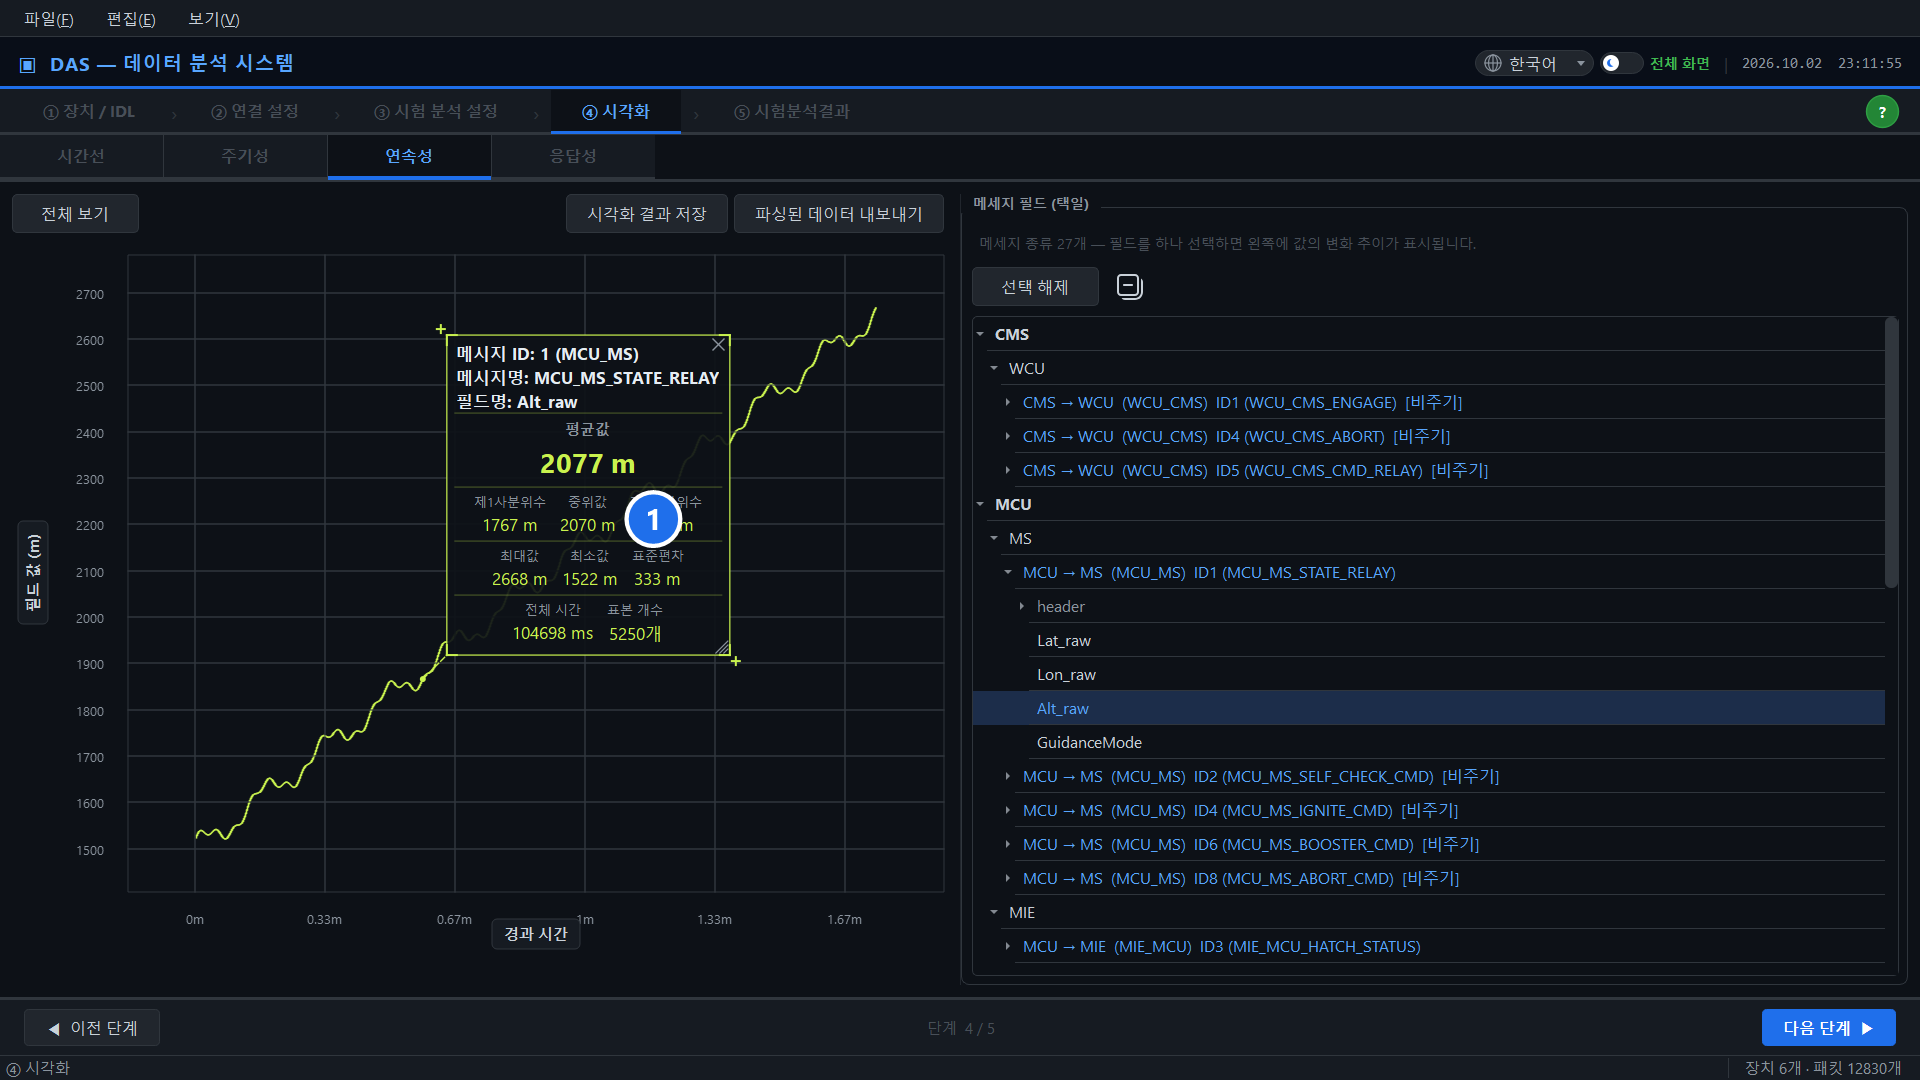 파일(F) 편집(E) 보기(V)
▣ DAS — 데이터 분석 시스템
한국어 전체 화면 | 2026.10.02 23:11:55
① 장치 / IDL › ② 연결 설정 › ③ 시험 분석 설정 › ④ 시각화 › ⑤ 시험분석결과 ?
시간선 주기성 연속성 응답성
전체 보기 시각화 결과 저장 파싱된 데이터 내보내기
2700
2600
2500
2400
2300
2200
2100
2000
1900
1800
1700
1600
1500
필드 값 (m)
0m 0.33m 0.67m 1m 1.33m 1.67m
경과 시간
메시지 ID: 1 (MCU_MS)
메시지명: MCU_MS_STATE_RELAY
필드명: Alt_raw
평균값
2077 m
제1사분위수 중위값 위수
1767 m 2070 m m
1
최대값 최소값 표준편차
2668 m 1522 m 333 m
전체 시간 표본 개수
104698 ms 5250개
메세지 필드 (택일)
메세지 종류 27개 — 필드를 하나 선택하면 왼쪽에 값의 변화 추이가 표시됩니다.
선택 해제
CMS
WCU
CMS → WCU (WCU_CMS) ID1 (WCU_CMS_ENGAGE) [비주기]
CMS → WCU (WCU_CMS) ID4 (WCU_CMS_ABORT) [비주기]
CMS → WCU (WCU_CMS) ID5 (WCU_CMS_CMD_RELAY) [비주기]
MCU
MS
MCU → MS (MCU_MS) ID1 (MCU_MS_STATE_RELAY)
header
Lat_raw
Lon_raw
Alt_raw
GuidanceMode
MCU → MS (MCU_MS) ID2 (MCU_MS_SELF_CHECK_CMD) [비주기]
MCU → MS (MCU_MS) ID4 (MCU_MS_IGNITE_CMD) [비주기]
MCU → MS (MCU_MS) ID6 (MCU_MS_BOOSTER_CMD) [비주기]
MCU → MS (MCU_MS) ID8 (MCU_MS_ABORT_CMD) [비주기]
MIE
MCU → MIE (MIE_MCU) ID3 (MIE_MCU_HATCH_STATUS)
◀ 이전 단계 단계 4 / 5 다음 단계 ▶
④ 시각화 장치 6개 · 패킷 12830개